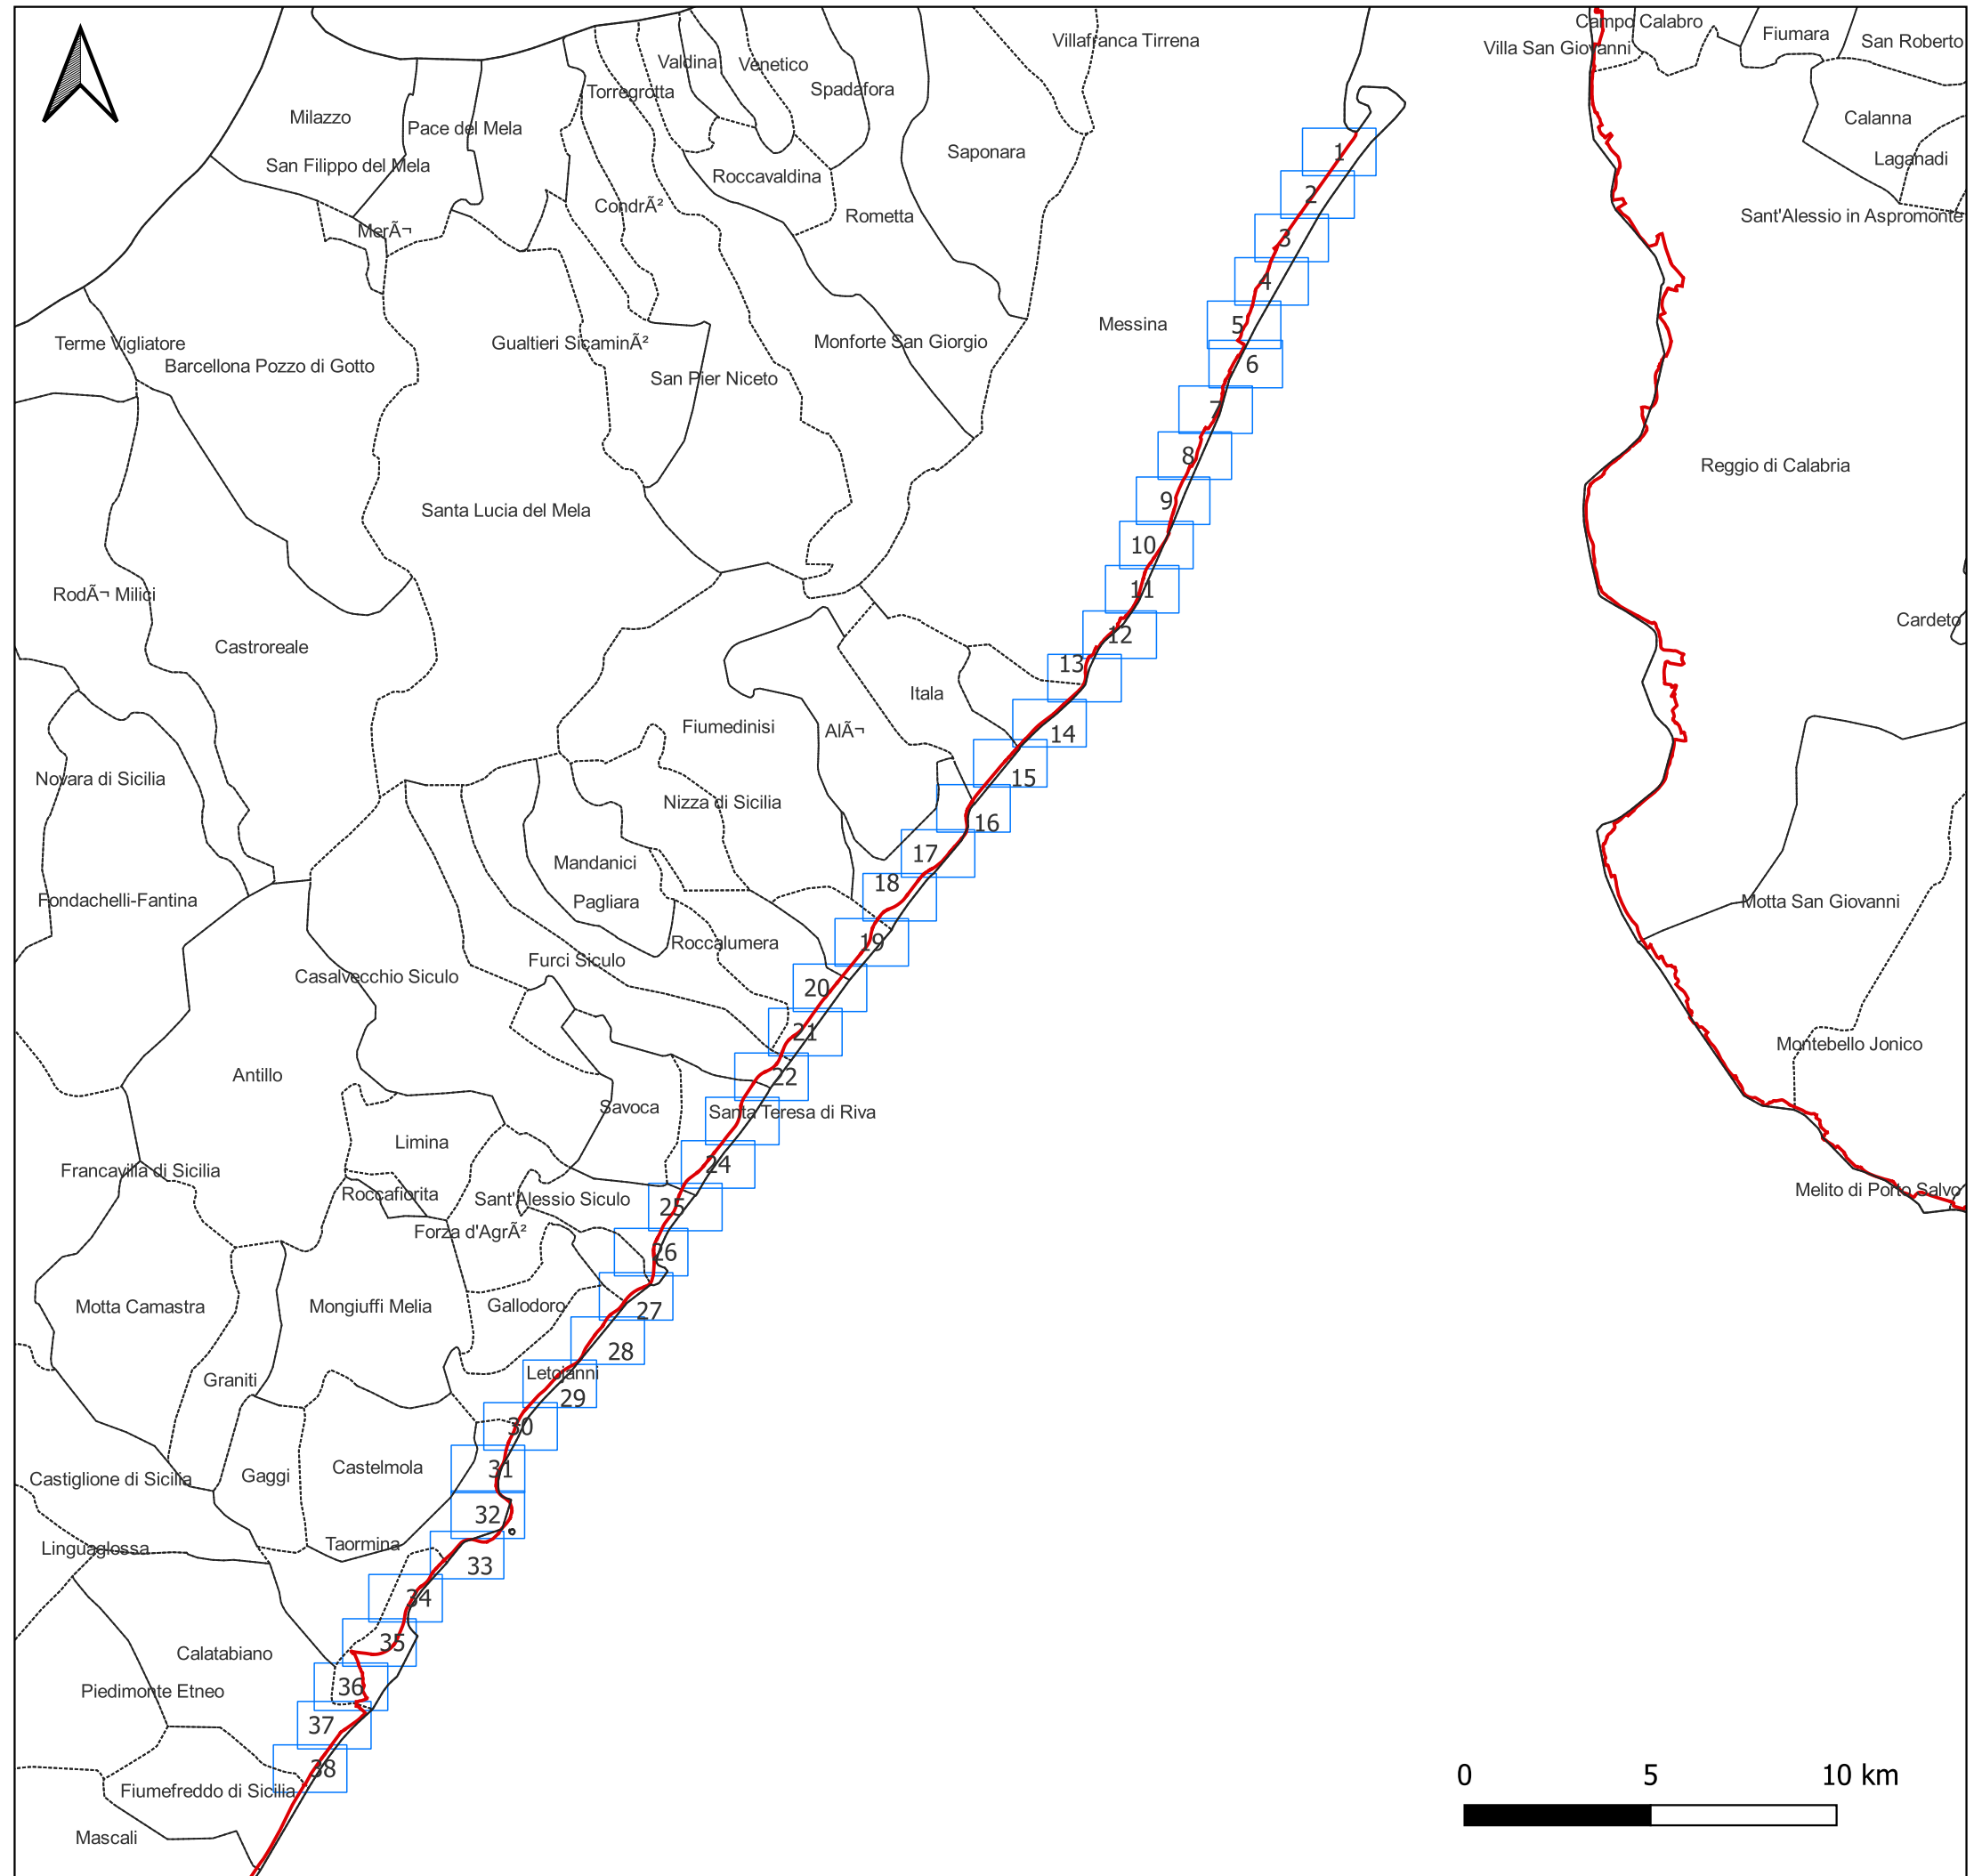 Campo Calabro
Villa San Giovanni
Fiumara
San Roberto
Villafranca Tirrena
Valdina
Venetico
Torregrotta
Spadafora
Milazzo
Pace del Mela
Calanna
San Filippo del Mela
Saponara
Laganadi
Roccavaldina
CondrÃ²
Rometta
Sant'Alessio in Aspromonte
MerÃ¬
1
2
3
4
5
6
7
8
9
10
11
12
13
14
15
16
17
18
19
20
21
22
24
25
26
27
28
29
30
31
32
33
34
35
36
37
38
Messina
Terme Vigliatore
Barcellona Pozzo di Gotto
Gualtieri SicaminÃ²
Monforte San Giorgio
San Pier Niceto
Reggio di Calabria
Santa Lucia del Mela
RodÃ¬ Milici
Cardeto
Castroreale
Itala
Fiumedinisi
AlÃ¬
Novara di Sicilia
Nizza di Sicilia
Mandanici
Fondachelli-Fantina
Pagliara
Motta San Giovanni
Roccalumera
Furci Siculo
Casalvecchio Siculo
Montebello Jonico
Antillo
Savoca
Santa Teresa di Riva
Limina
Francavilla di Sicilia
Roccafiorita
Sant'Alessio Siculo
Melito di Porto Salvo
Forza d'AgrÃ²
Motta Camastra
Mongiuffi Melia
Gallodoro
Letojanni
Graniti
Castiglione di Sicilia
Gaggi
Castelmola
Linguaglossa
Taormina
Calatabiano
Piedimonte Etneo
Fiumefreddo di Sicilia
Mascali
0 5 10 km